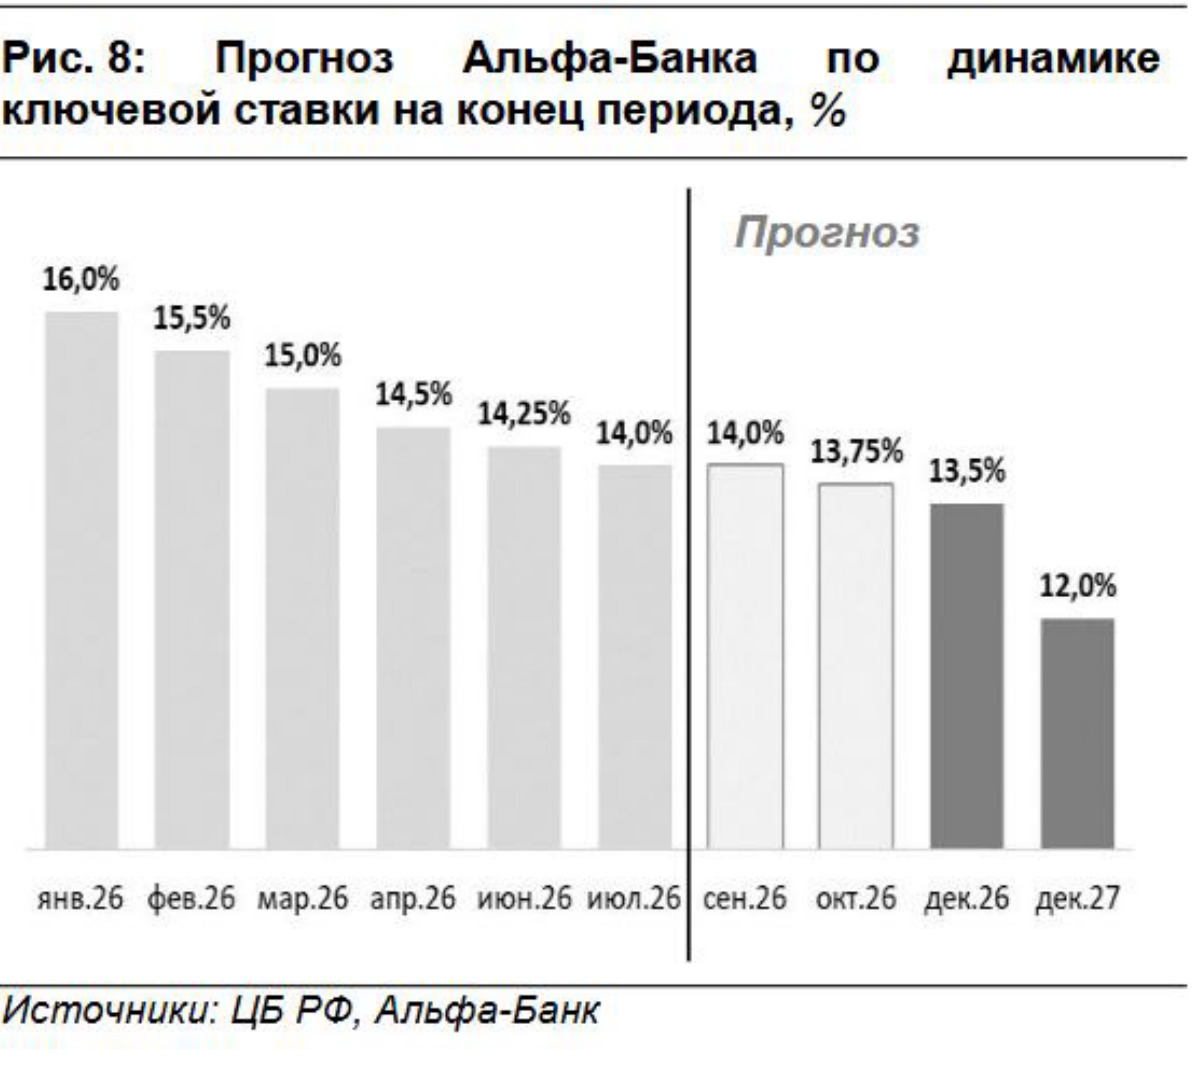 Рис. 8: Прогноз Альфа-Банка по динамике
ключевой ставки на конец периода, %
Прогноз
16,0%
15,5%
15,0%
14,5%
14,25%
14,0%
14,0%
13,75%
13,5%
12,0%
янв.26 фев.26 мар.26 апр.26 июн.26 июл.26 сен.26 окт.26 дек.26 дек.27
Источники: ЦБ РФ, Альфа-Банк